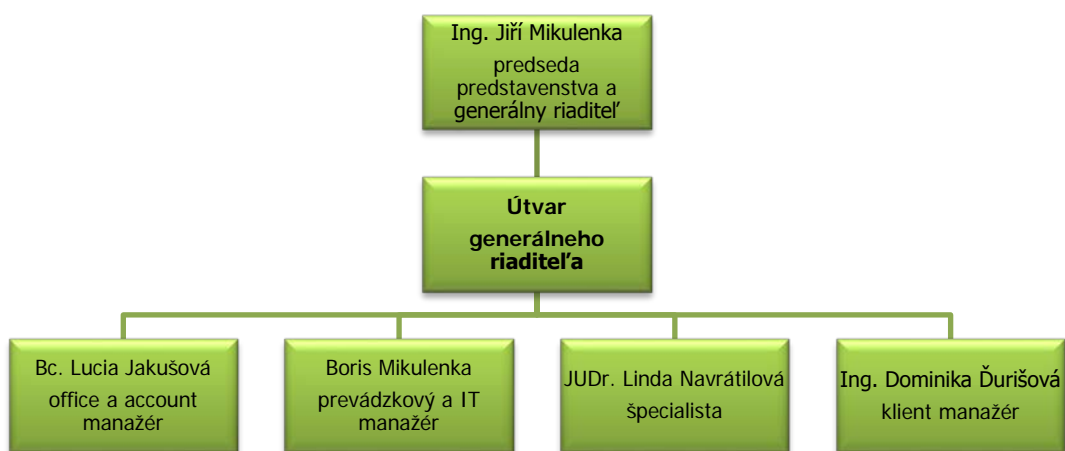 Ing. Jiří Mikulenka
predseda
predstavenstva a
generálny riaditeľ
Útvar
generálneho
riaditeľa
Bc. Lucia Jakušová
office a account
manažér
Boris Mikulenka
prevádzkový a IT
manažér
JUDr. Linda Navrátilová
špecialista
Ing. Dominika Ďurišová
klient manažér